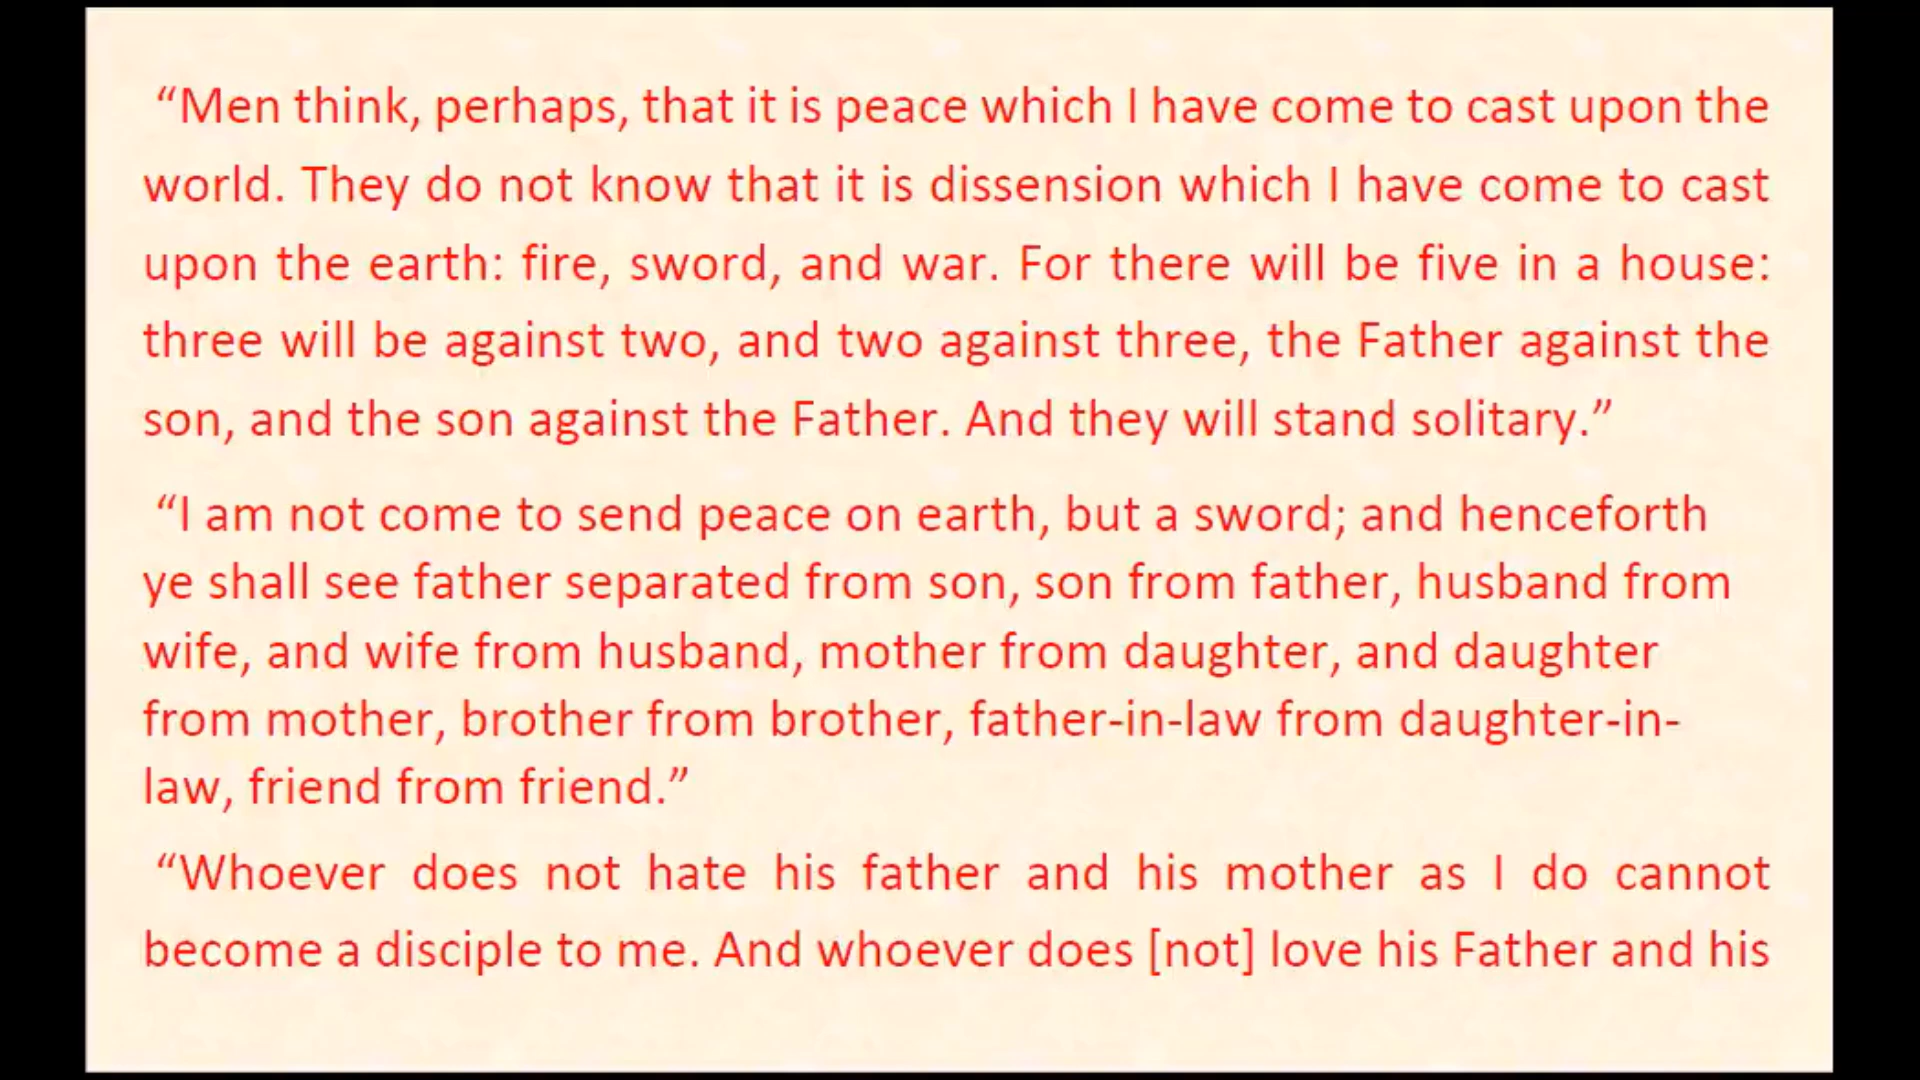 “Men think, perhaps, that it is peace which I have come to cast upon the
world. They do not know that it is dissension which I have come to cast
upon the earth: fire, sword, and war. For there will be five in a house:
three will be against two, and two against three, the Father against the
son, and the son against the Father. And they will stand solitary.”
“I am not come to send peace on earth, but a sword; and henceforth
ye shall see father separated from son, son from father, husband from
wife, and wife from husband, mother from daughter, and daughter
from mother, brother from brother, father-in-law from daughter-in-
law, friend from friend.”
“Whoever does not hate his father and his mother as I do cannot
become a disciple to me. And whoever does [not] love his Father and his